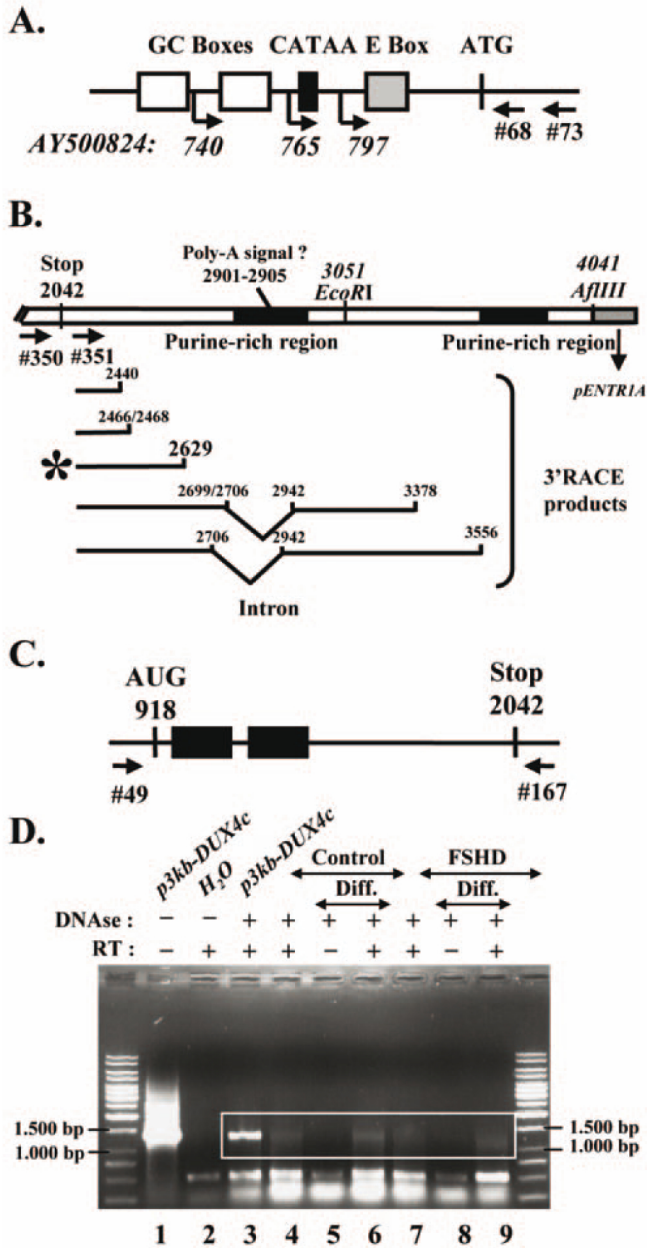 A.
GC Boxes CATAA E Box ATG
AY500824: 740 765 797 #68 #73
B.
Poly-A signal ?
2901-2905
Stop
2042
3051
EcoRI
4041
AflIII
#350 #351 Purine-rich region Purine-rich region
pENTR1A
2440
2466/2468
* 2629
2699/2706 2942 3378
2706 2942 3556
Intron
3'RACE
products
C.
AUG
918
Stop
2042
#49 #167
D.
p3kb-DUX4c H2O p3kb-DUX4c
Control FSHD
Diff. Diff.
DNAse : − − + + + + + + +
RT : − + + + − + + − +
1.500 bp 1.500 bp
1.000 bp 1.000 bp
1 2 3 4 5 6 7 8 9